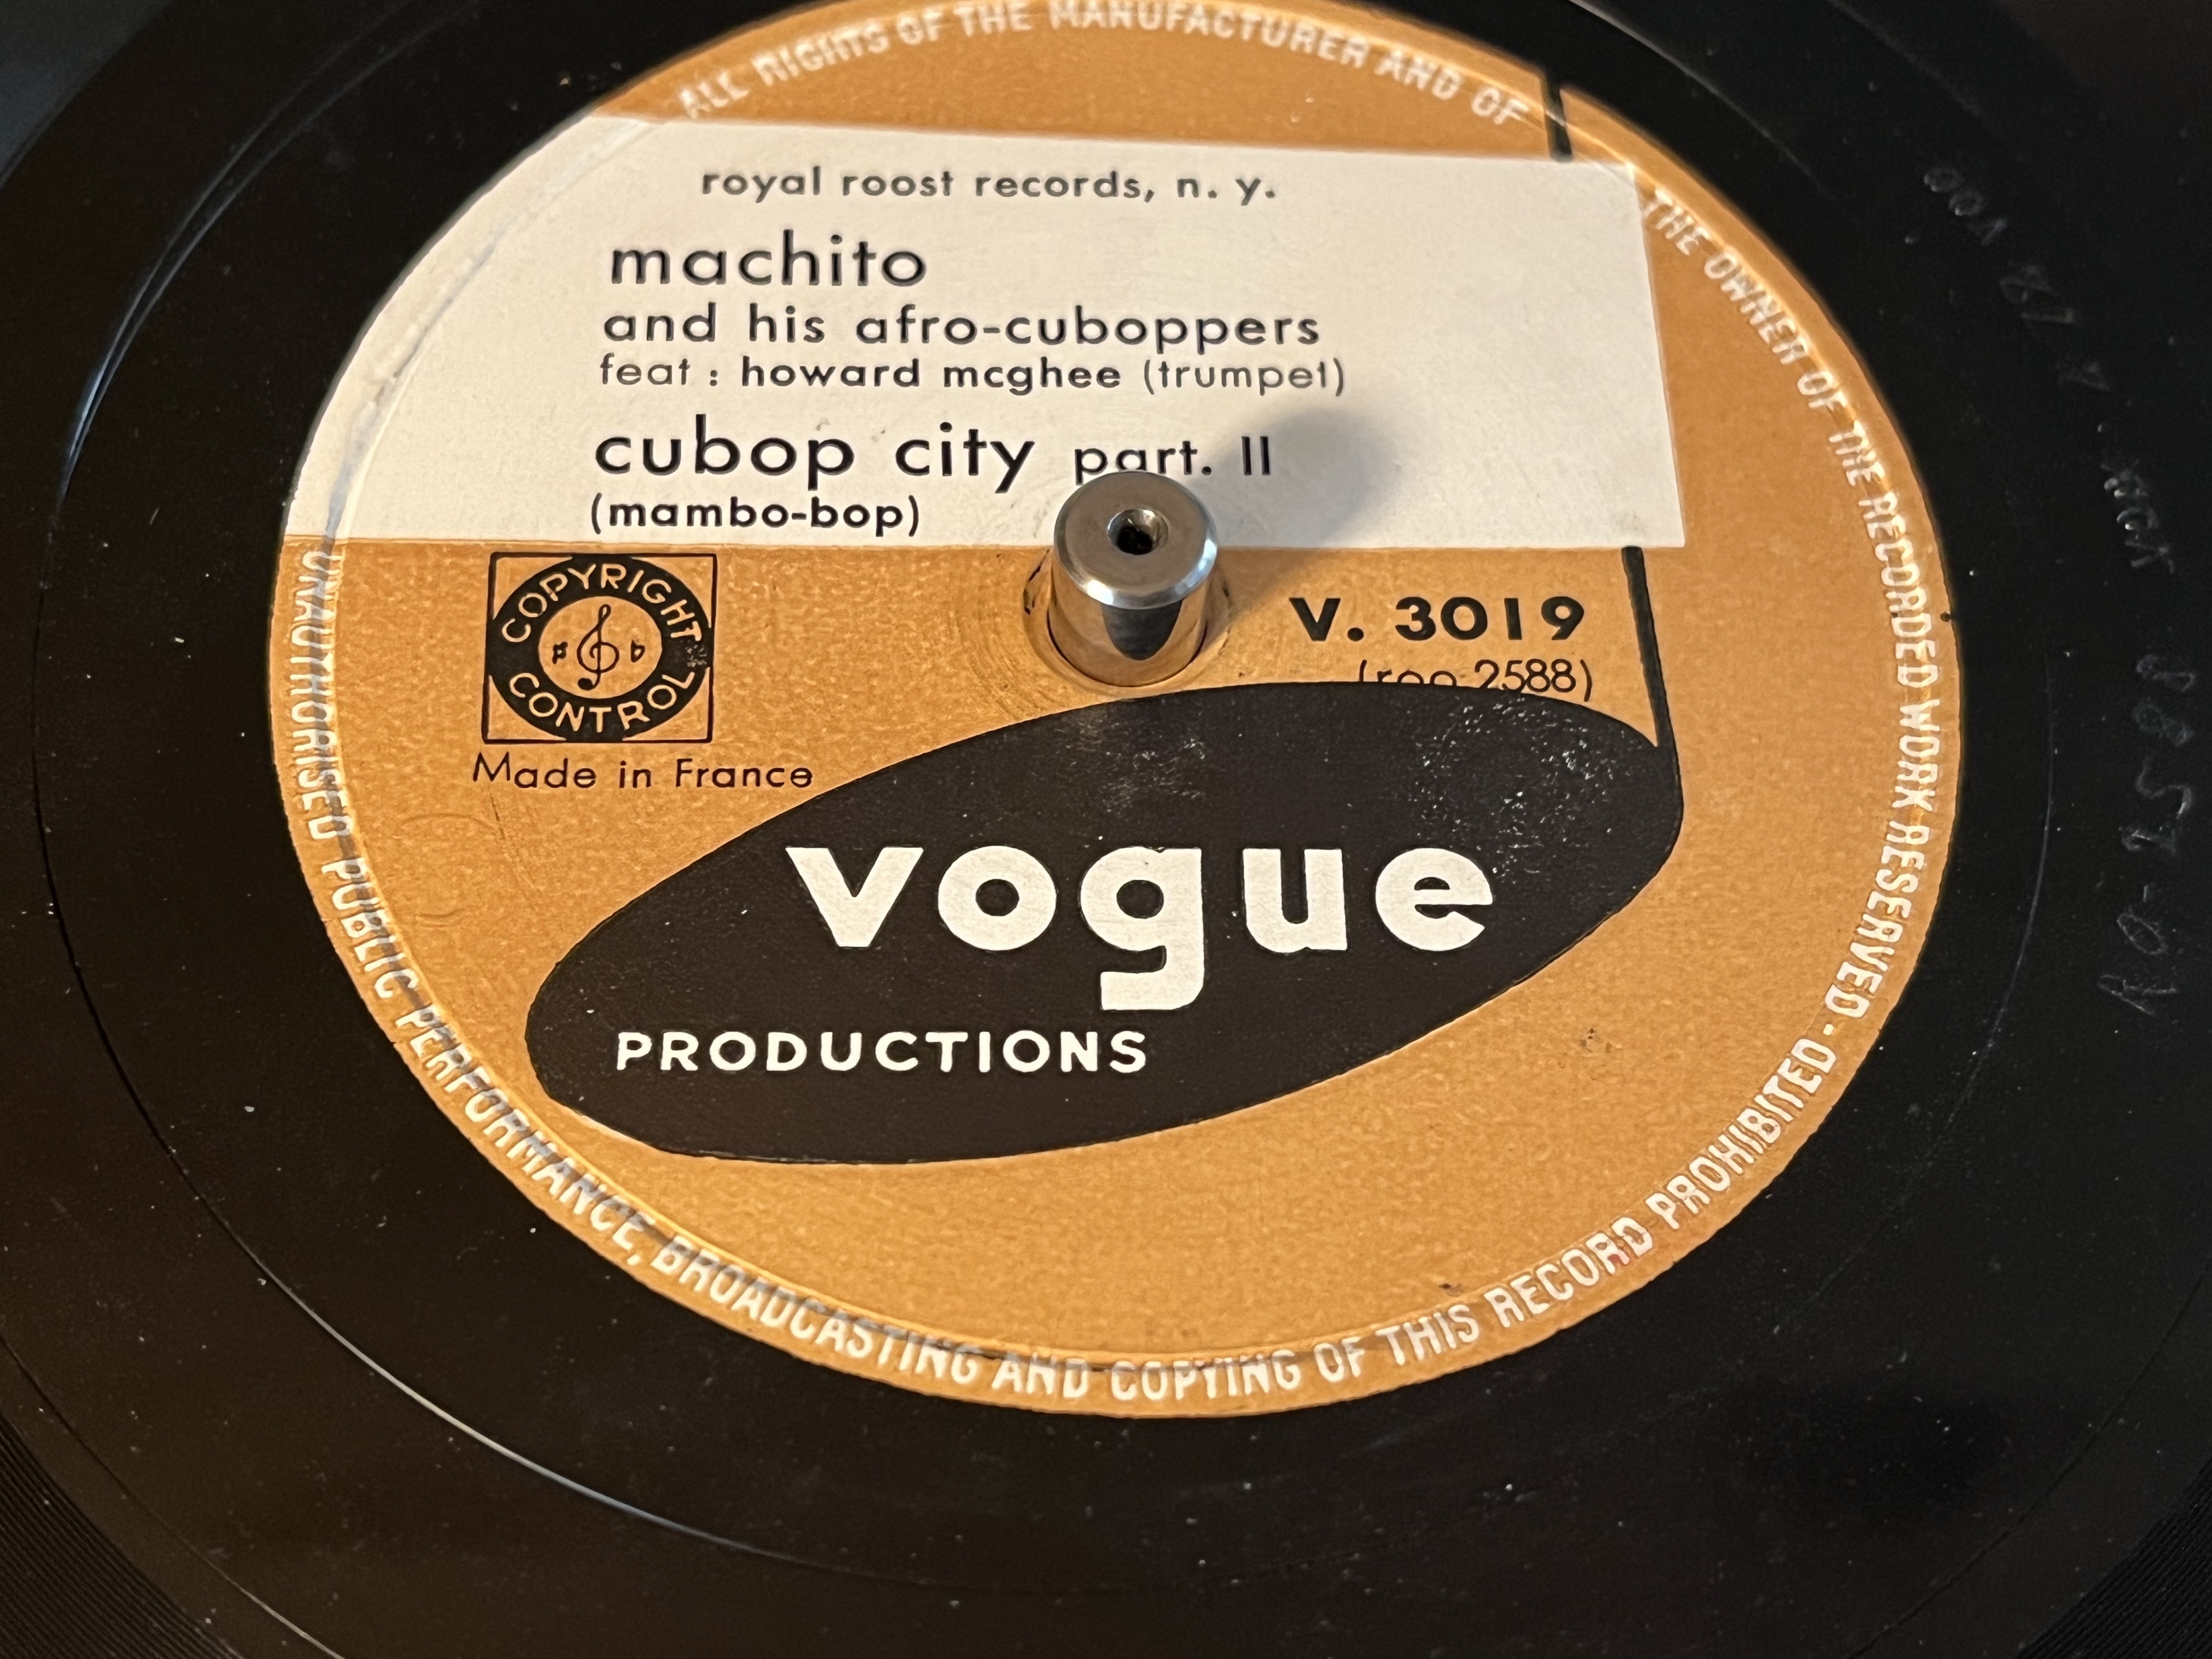 ALL RIGHTS OF THE MANUFACTURER AND OF THE OWNER OF THE RECORDED WORK RESERVED · UNAUTHORISED PUBLIC PERFORMANCE, BROADCASTING AND COPYING OF THIS RECORD PROHIBITED
royal roost records, n. y.
machito
and his afro-cuboppers
feat : howard mcghee (trumpet)
cubop city part. II
(mambo-bop)
COPYRIGHT
CONTROL
V. 3019
2588)
Made in France
vogue
PRODUCTIONS